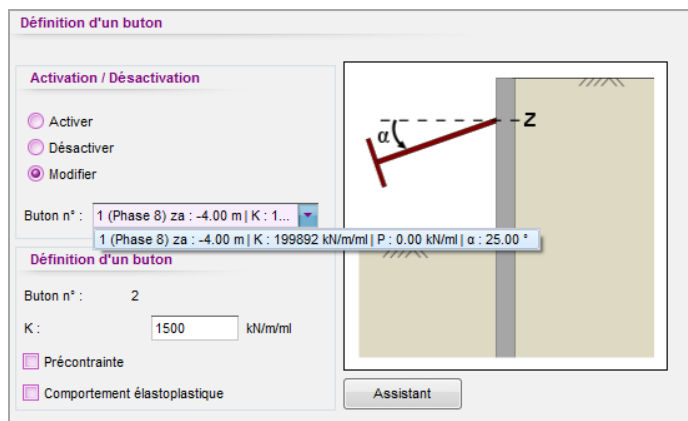 Définition d'un buton
Activation / Désactivation
Activer
Désactiver
Modifier
Buton n° : 1 (Phase 8) za : -4.00 m | K : 1...
1 (Phase 8) za : -4.00 m | K : 199892 kN/m/ml | P : 0.00 kN/ml | α : 25.00 °
Définition d'un buton
Buton n° : 2
K : 1500 kN/m/ml
Précontrainte
Comportement élastoplastique
α
Z
Assistant